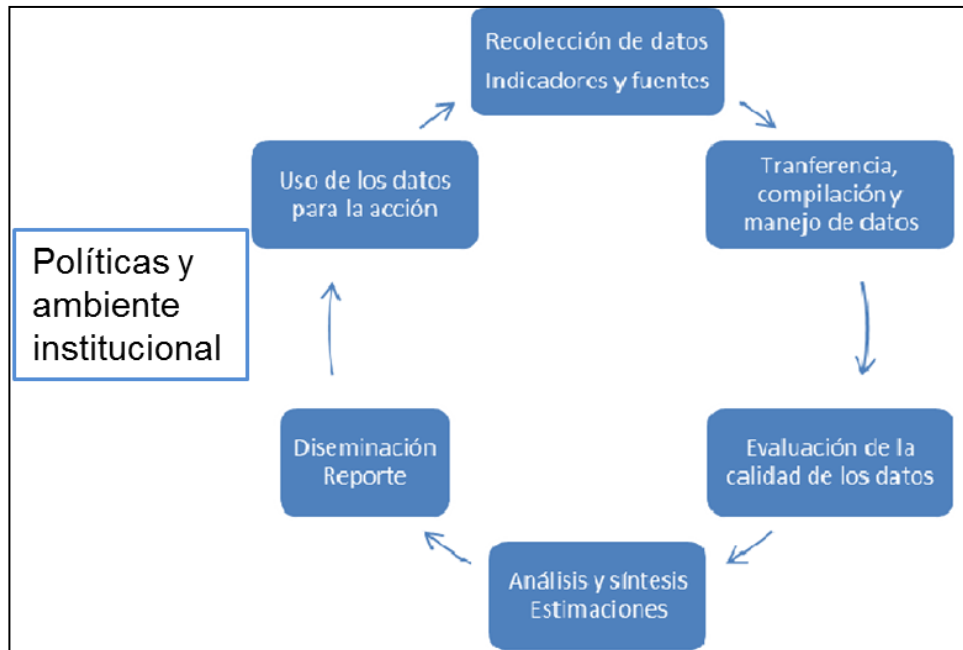 Recolección de datos
Indicadores y fuentes
Tranferencia,
compilación y
manejo de datos
Evaluación de la
calidad de los datos
Análisis y síntesis
Estimaciones
Diseminación
Reporte
Uso de los datos
para la acción
Políticas y
ambiente
institucional